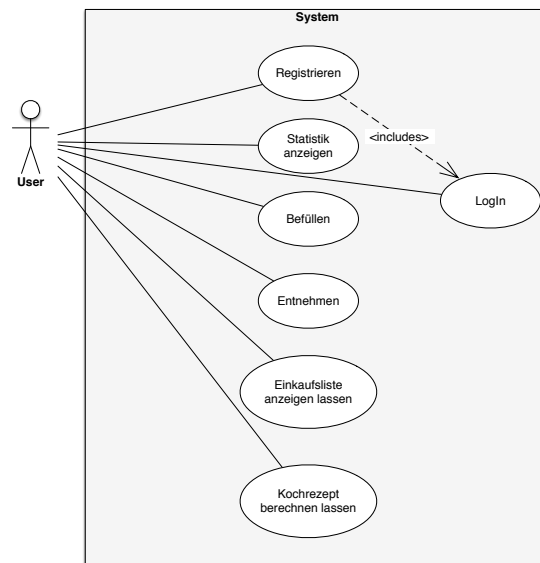 System
Registrieren
<includes>
Statistik
anzeigen
User
LogIn
Befüllen
Entnehmen
Einkaufsliste
anzeigen lassen
Kochrezept
berechnen lassen